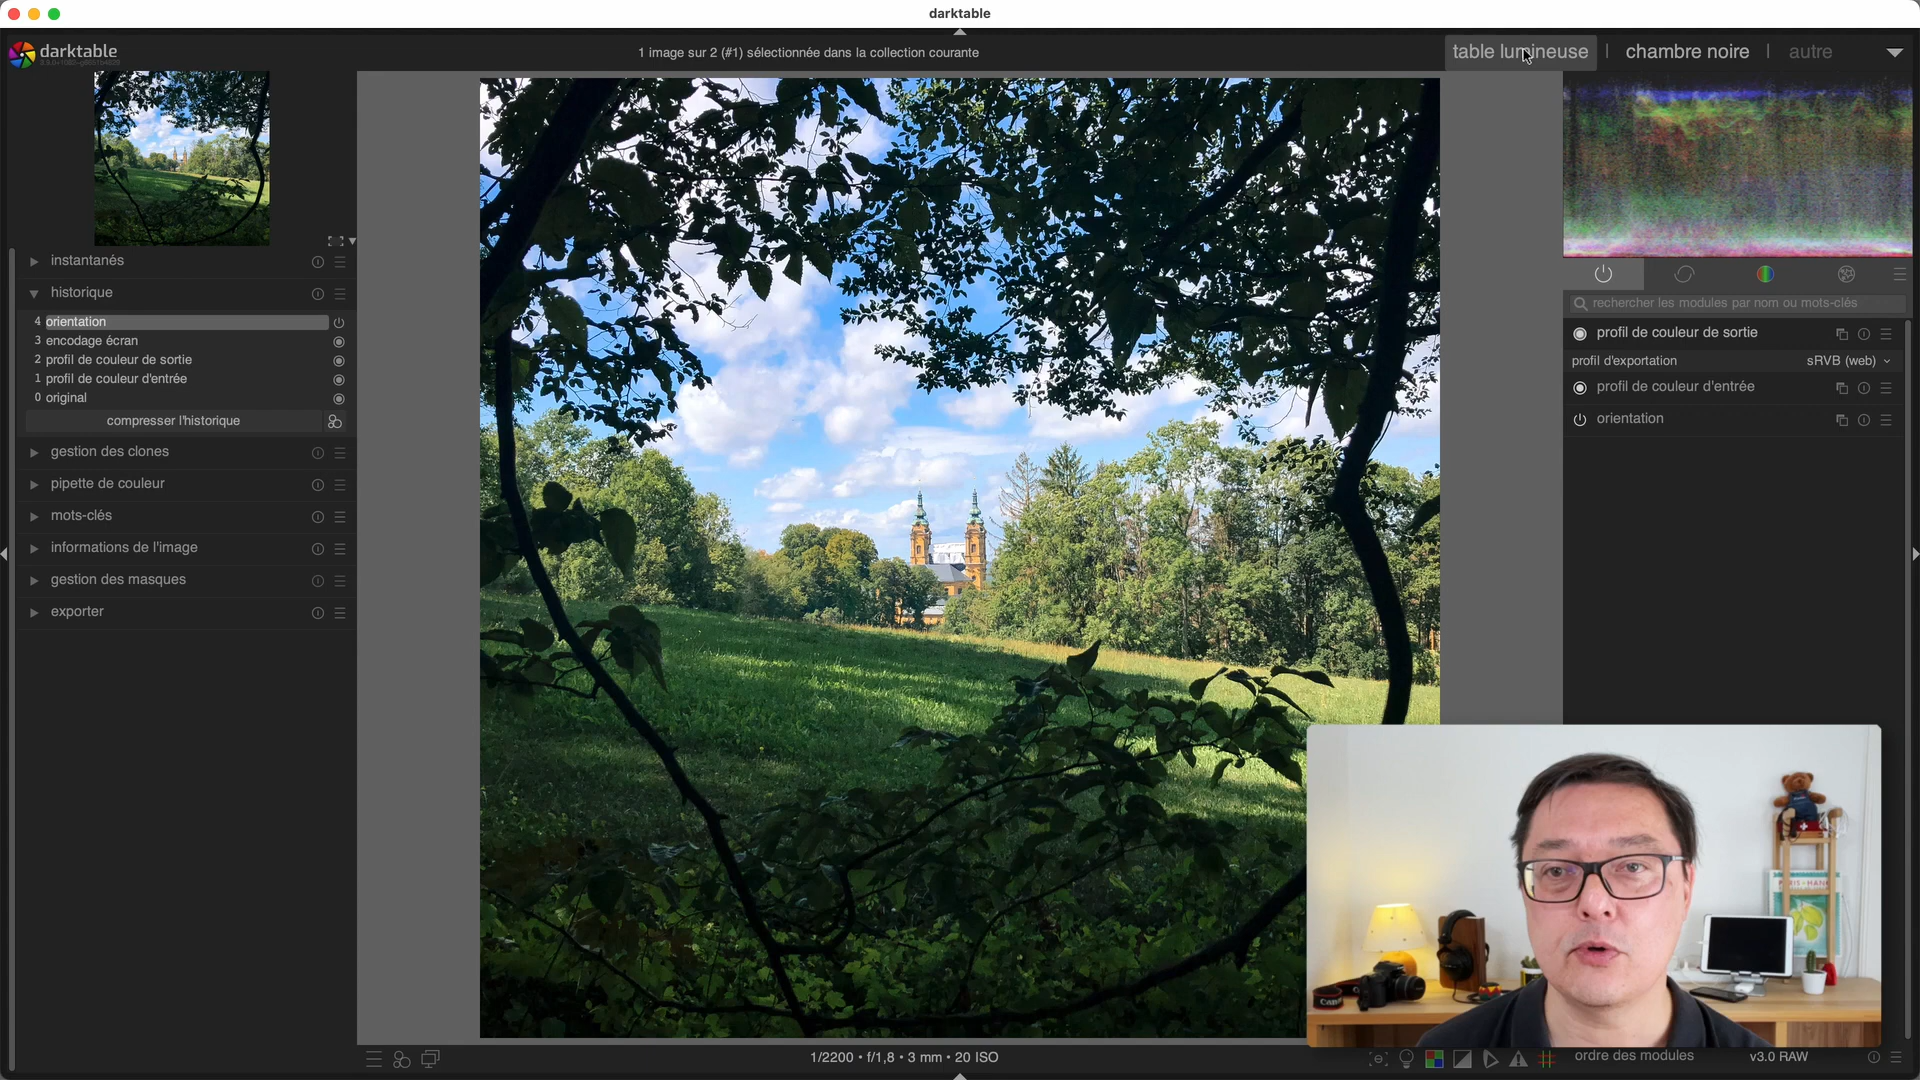 darktable
darktable
1 image sur 2 (#1) sélectionnée dans la collection courante
table lumineuse | chambre noire | autre
instantanés
historique
4 orientation
3 encodage écran
2 profil de couleur de sortie
1 profil de couleur d'entrée
0 original
compresser l'historique
gestion des clones
pipette de couleur
mots-clés
informations de l'image
gestion des masques
exporter
rechercher les modules par nom ou mots-clés
profil de couleur de sortie
profil d'exportation sRVB (web)
profil de couleur d'entrée
orientation
PARIS-HAN
Canon
1/2200 • f/1,8 • 3 mm • 20 ISO
ordre des modules v3.0 RAW